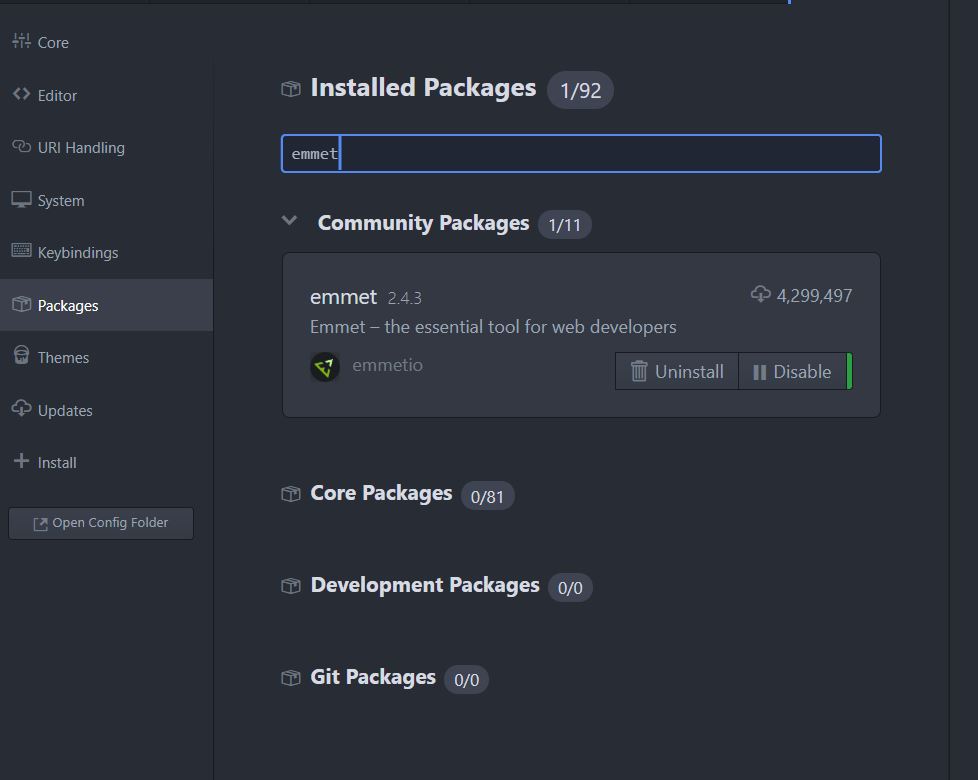 Core
Editor
URI Handling
System
Keybindings
Packages
Themes
Updates
Install
Open Config Folder
Installed Packages 1/92
emmet
Community Packages 1/11
emmet 2.4.3 4,299,497
Emmet – the essential tool for web developers
emmetio Uninstall Disable
Core Packages 0/81
Development Packages 0/0
Git Packages 0/0